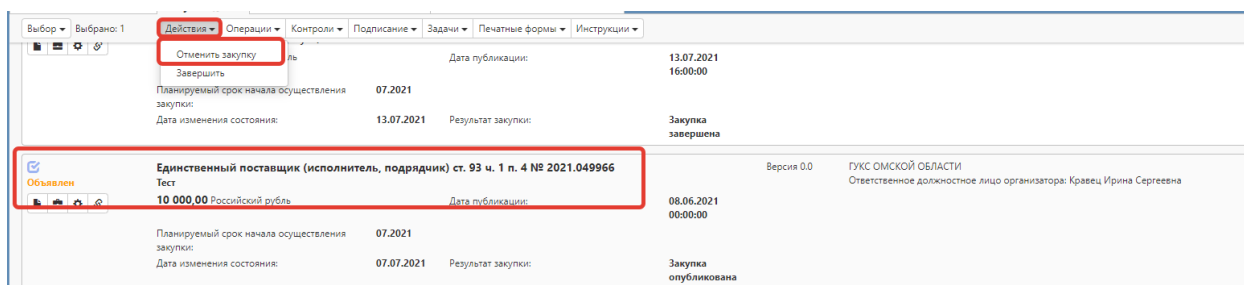 Выбор Выбрано: 1 Действия Операции Контроли Подписание Задачи Печатные формы Инструкции
Отменить закупку ль Дата публикации: 13.07.2021
16:00:00
Завершить
Планируемый срок начала осуществления 07.2021
закупки:
Дата изменения состояния: 13.07.2021 Результат закупки: Закупка
завершена
Единственный поставщик (исполнитель, подрядчик) ст. 93 ч. 1 п. 4 № 2021.049966 Версия 0.0 ГУКС ОМСКОЙ ОБЛАСТИ
Объявлен Тест Ответственное должностное лицо организатора: Кравец Ирина Сергеевна
10 000,00 Российский рубль Дата публикации: 08.06.2021
00:00:00
Планируемый срок начала осуществления 07.2021
закупки:
Дата изменения состояния: 07.07.2021 Результат закупки: Закупка
опубликована